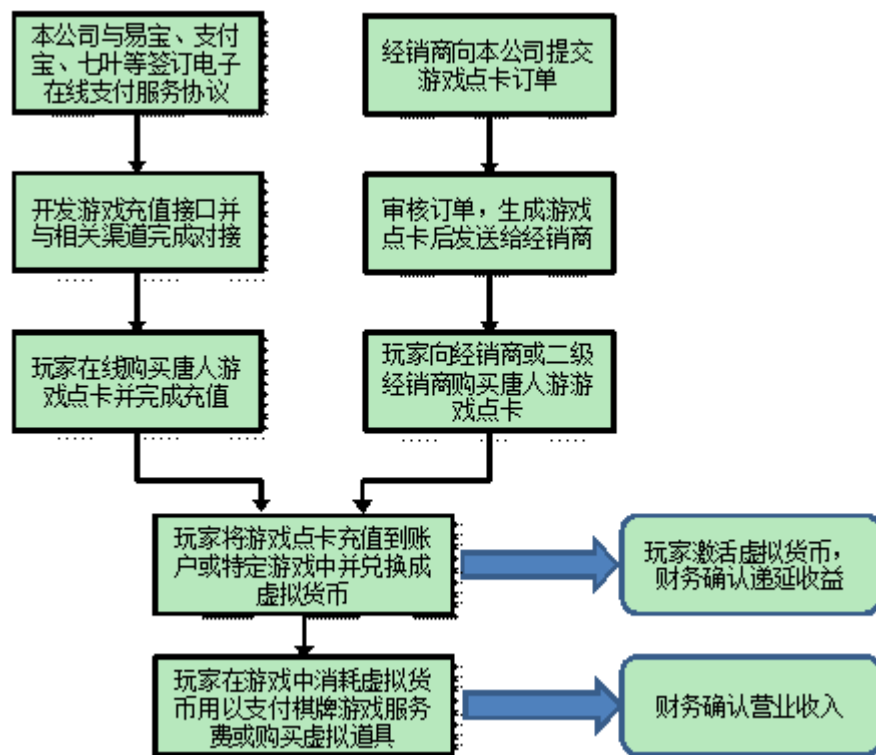 本公司与易宝、支付
宝、七叶等签订电子
在线支付服务协议
经销商向本公司提交
游戏点卡订单
开发游戏充值接口并
与相关渠道完成对接
审核订单，生成游戏
点卡后发送给经销商
玩家在线购买唐人游
戏点卡并完成充值
玩家向经销商或二级
经销商购买唐人游游
戏点卡
玩家将游戏点卡充值到账
户或特定游戏中并兑换成
虚拟货币
玩家激活虚拟货币，
财务确认递延收益
玩家在游戏中消耗虚拟货
币用以支付棋牌游戏服务
费或购买虚拟道具
财务确认营业收入